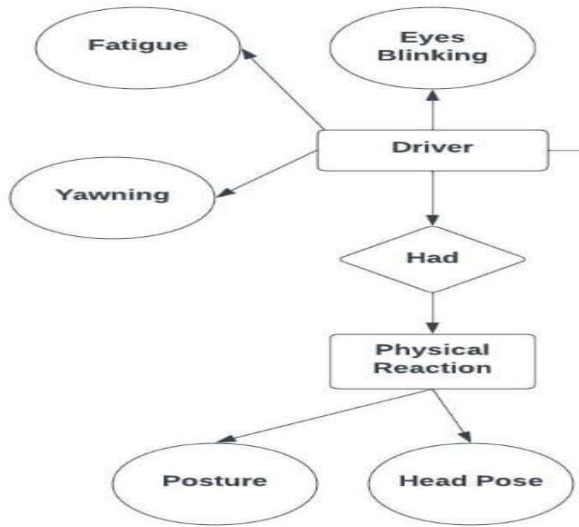 Fatigue
Eyes
Blinking
Driver
Yawning
Had
Physical
Reaction
Posture
Head Pose